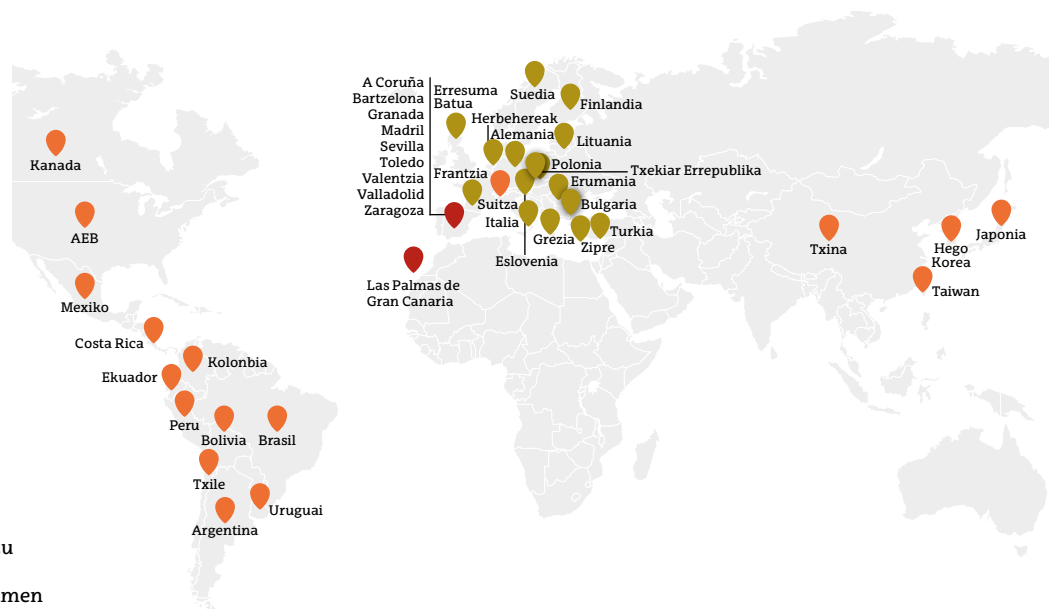 A Coruña
Bartzelona
Granada
Madril
Sevilla
Toledo
Valentzia
Valladolid
Zaragoza
Erresuma
Batua
Suedia
Finlandia
Herbehereak
Alemania
Lituania
Polonia
Txekiar Errepublika
Frantzia
Suitza
Erumania
Bulgaria
Italia
Grezia
Zipre
Turkia
Eslovenia
Las Palmas de
Gran Canaria
Kanada
AEB
Mexiko
Costa Rica
Kolonbia
Ekuador
Peru
Bolivia
Brasil
Txile
Uruguai
Argentina
Txina
Hego
Korea
Japonia
Taiwan
men